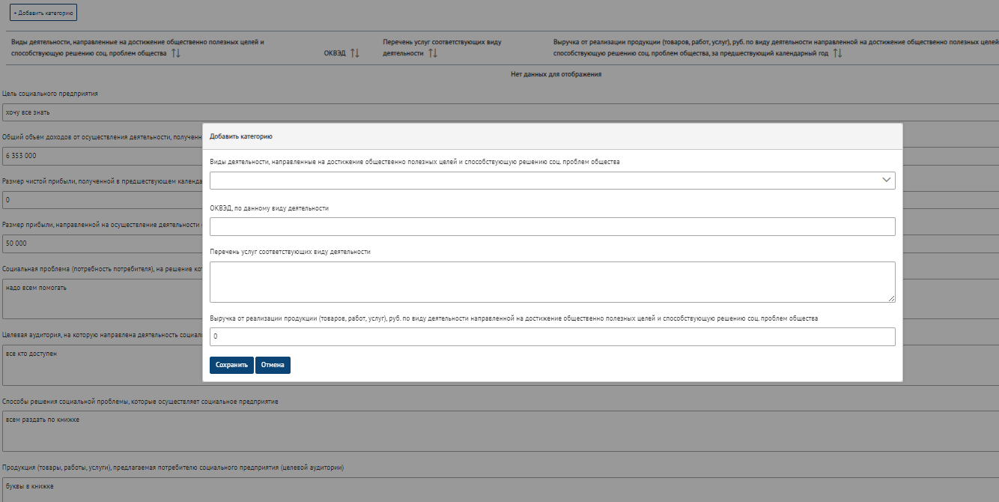 + Добавить категорию
Виды деятельности, направленные на достижение общественно полезных целей и
способствующую решению соц. проблем общества
ОКВЭД
Перечень услуг соответствующих виду
деятельности
Выручка от реализации продукции (товаров, работ, услуг), руб. по виду деятельности направленной на достижение общественно полезных целей
способствующую решению соц. проблем общества, за предшествующий календарный год
Нет данных для отображения
Цель социального предприятия
хочу все знать
Общий объем доходов от осуществления деятельности, полученн
6 353 000
Размер чистой прибыли, полученной в предшествующем календа
0
Размер прибыли, направленной на осуществление деятельности
50 000
Социальная проблема (потребность потребителя), на решение кот
надо всем помогать
Целевая аудитория, на которую направлена деятельность социаль
все кто доступен
Способы решения социальной проблемы, которые осуществляет социальное предприятие
всем раздать по книжке
Продукция (товары, работы, услуги), предлагаемая потребителю социального предприятия (целевой аудитории)
буквы в книжке
Добавить категорию
Виды деятельности, направленные на достижение общественно полезных целей и способствующую решению соц. проблем общества
ОКВЭД, по данному виду деятельности
Перечень услуг соответствующих виду деятельности
Выручка от реализации продукции (товаров, работ, услуг), руб. по виду деятельности направленной на достижение общественно полезных целей и способствующую решению соц. проблем общества
0
Сохранить
Отмена